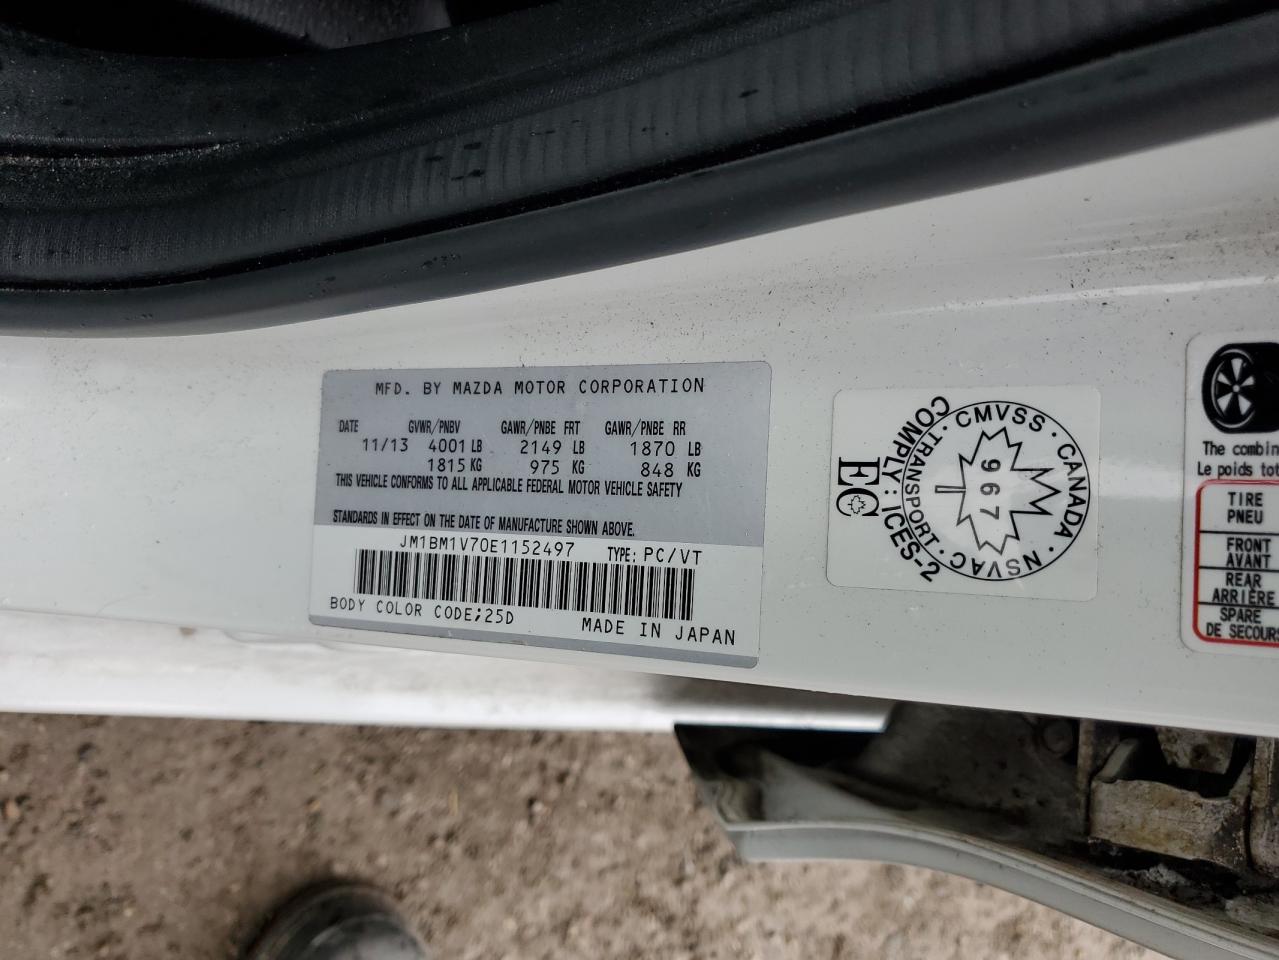 MFD. BY MAZDA MOTOR CORPORATION
DATE GVWR/PNBV GAWR/PNBE FRT GAWR/PNBE RR
11/13 4001 LB 2149 LB 1870 LB
1815 KG 975 KG 848 KG
THIS VEHICLE CONFORMS TO ALL APPLICABLE FEDERAL MOTOR VEHICLE SAFETY
STANDARDS IN EFFECT ON THE DATE OF MANUFACTURE SHOWN ABOVE.
JM1BM1V70E1152497 TYPE: PC/VT
BODY COLOR CODE;25D
MADE IN JAPAN
EC
COMPLY: ICES-2
CMVSS · CANADA · NSVAC · TRANSPORT ·
967
The combin
Le poids tot
TIRE
PNEU
FRONT
AVANT
REAR
ARRIÈRE
SPARE
DE SECOURS